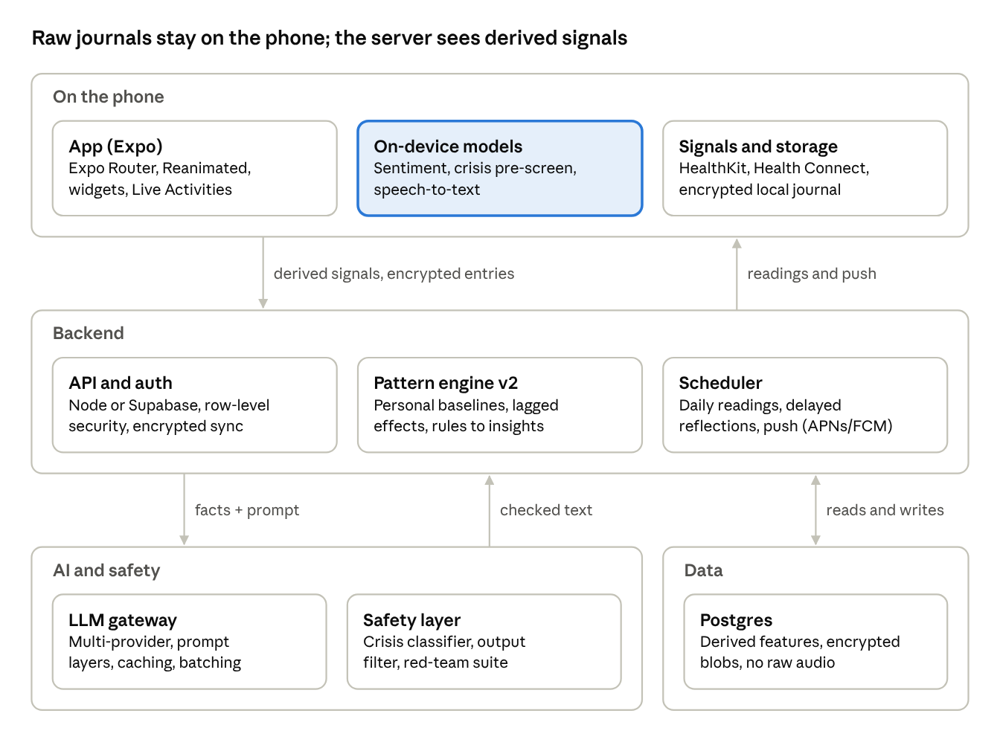 Raw journals stay on the phone; the server sees derived signals
On the phone
App (Expo)
Expo Router, Reanimated,
widgets, Live Activities
On-device models
Sentiment, crisis pre-screen,
speech-to-text
Signals and storage
HealthKit, Health Connect,
encrypted local journal
derived signals, encrypted entries
readings and push
Backend
API and auth
Node or Supabase, row-level
security, encrypted sync
Pattern engine v2
Personal baselines, lagged
effects, rules to insights
Scheduler
Daily readings, delayed
reflections, push (APNs/FCM)
facts + prompt
checked text
reads and writes
AI and safety
LLM gateway
Multi-provider, prompt
layers, caching, batching
Safety layer
Crisis classifier, output
filter, red-team suite
Data
Postgres
Derived features, encrypted
blobs, no raw audio